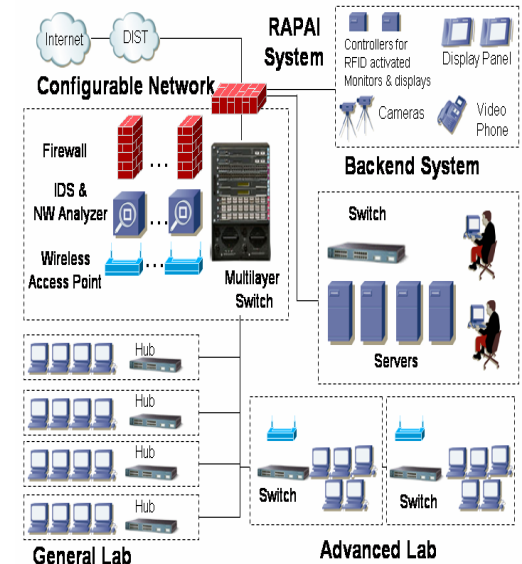 Internet
DIST
RAPAI
System
Controllers for
RFID activated
Monitors & displays
Display Panel
Cameras
Video
Phone
Backend System
Configurable Network
Firewall
IDS &
NW Analyzer
Wireless
Access Point
...
...
...
Multilayer
Switch
Switch
Servers
Hub
Hub
Hub
Hub
General Lab
Switch
Switch
Advanced Lab